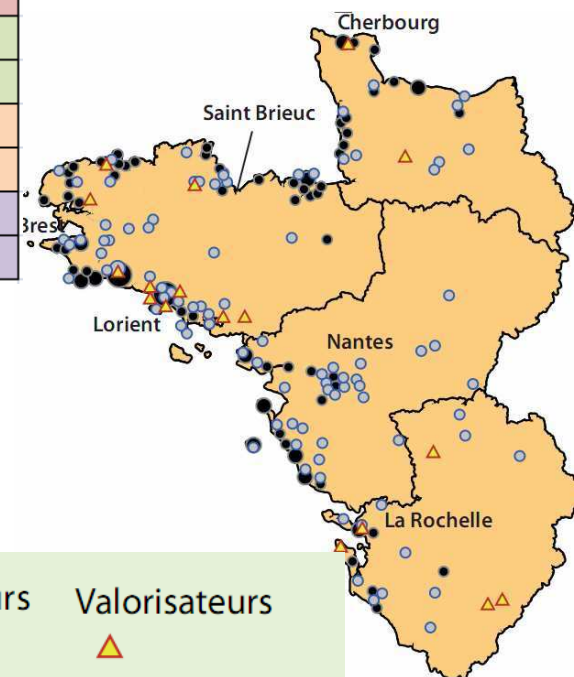 Cherbourg
Saint Brieuc
Lorient
Nantes
La Rochelle
Valorisateurs